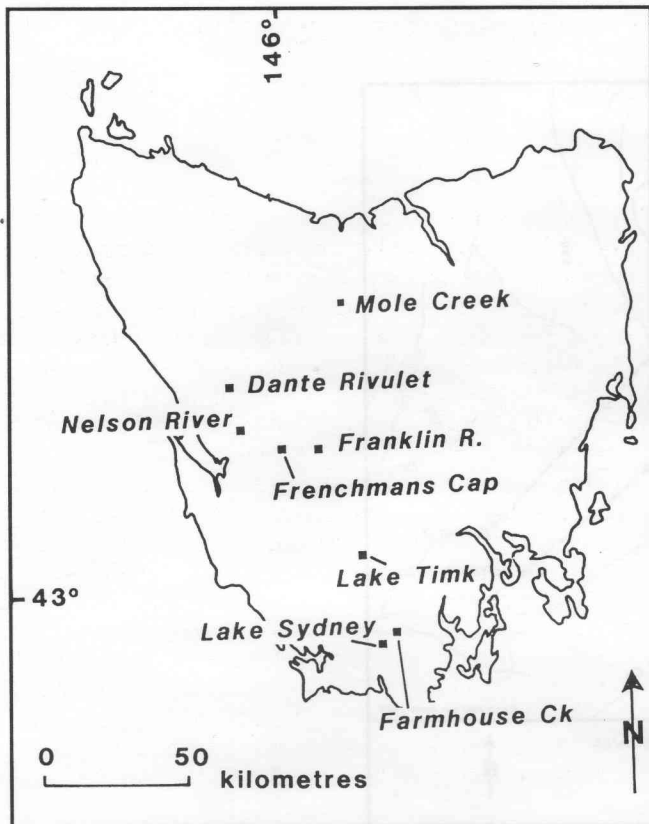 146°
Mole Creek
Dante Rivulet
Nelson River
Franklin R.
Frenchmans Cap
Lake Timk
43°
Lake Sydney
Farmhouse Ck
0 50
kilometres
N